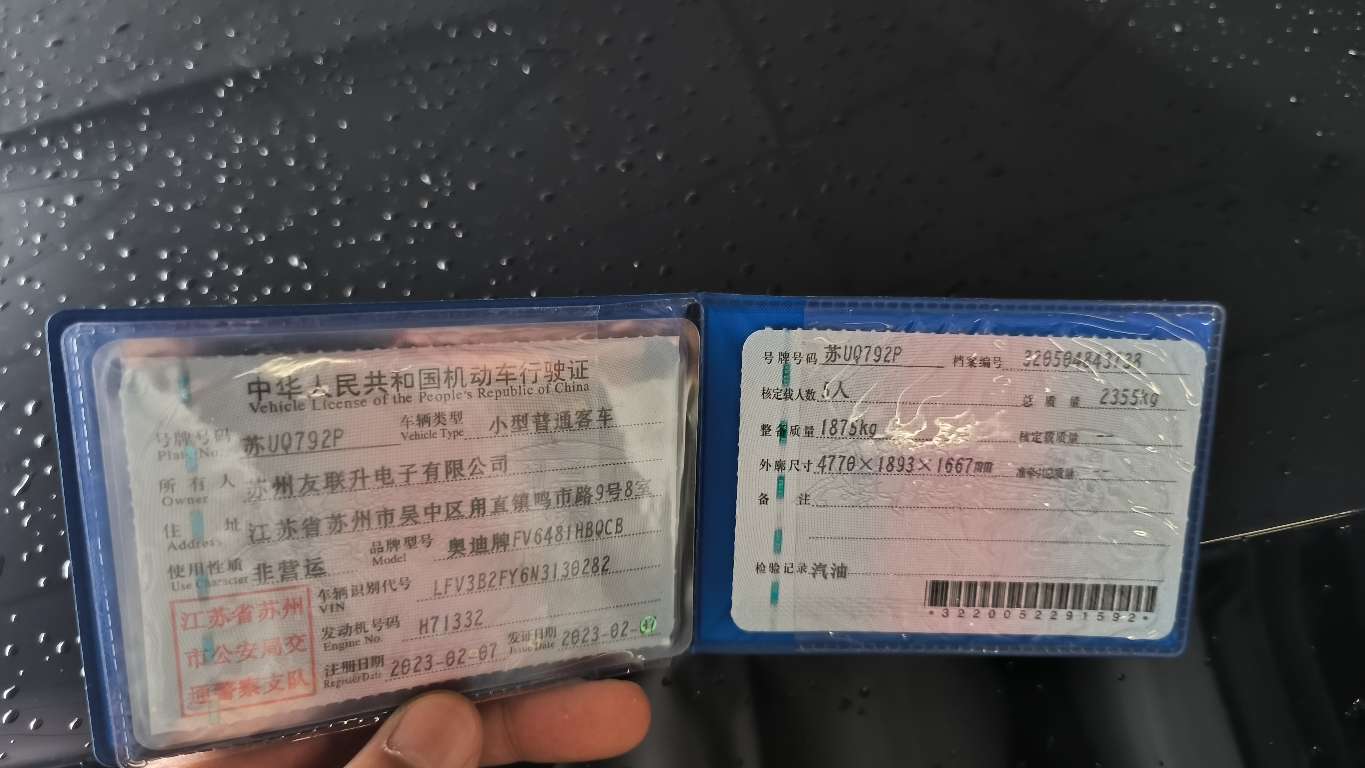 中华人民共和国机动车行驶证
Vehicle License of the People's Republic of China
号牌号码 苏UQ792P 车辆类型 小型普通客车
Plate No. Vehicle Type
所有人 苏州友联升电子有限公司
Owner
住址 江苏省苏州市吴中区甪直镇鸣市路9号8室
Address
使用性质 非营运 品牌型号 奥迪牌FV6481HBQCB
Use Character Model
车辆识别代号 LFV3B2FY6N3130282
VIN
发动机号码 H71332
Engine No.
注册日期 2023-02-07 发证日期 2023-02-
Register Date Issue Date
江苏省苏州
市公安局交
通警察支队
号牌号码 苏UQ792P 档案编号
核定载人数 5人 总质量 2355kg
整备质量 1875kg 核定载质量 --
外廓尺寸 4770×1893×1667mm 准牵引总质量 --
备注
检验记录 汽油
*3220052291592*